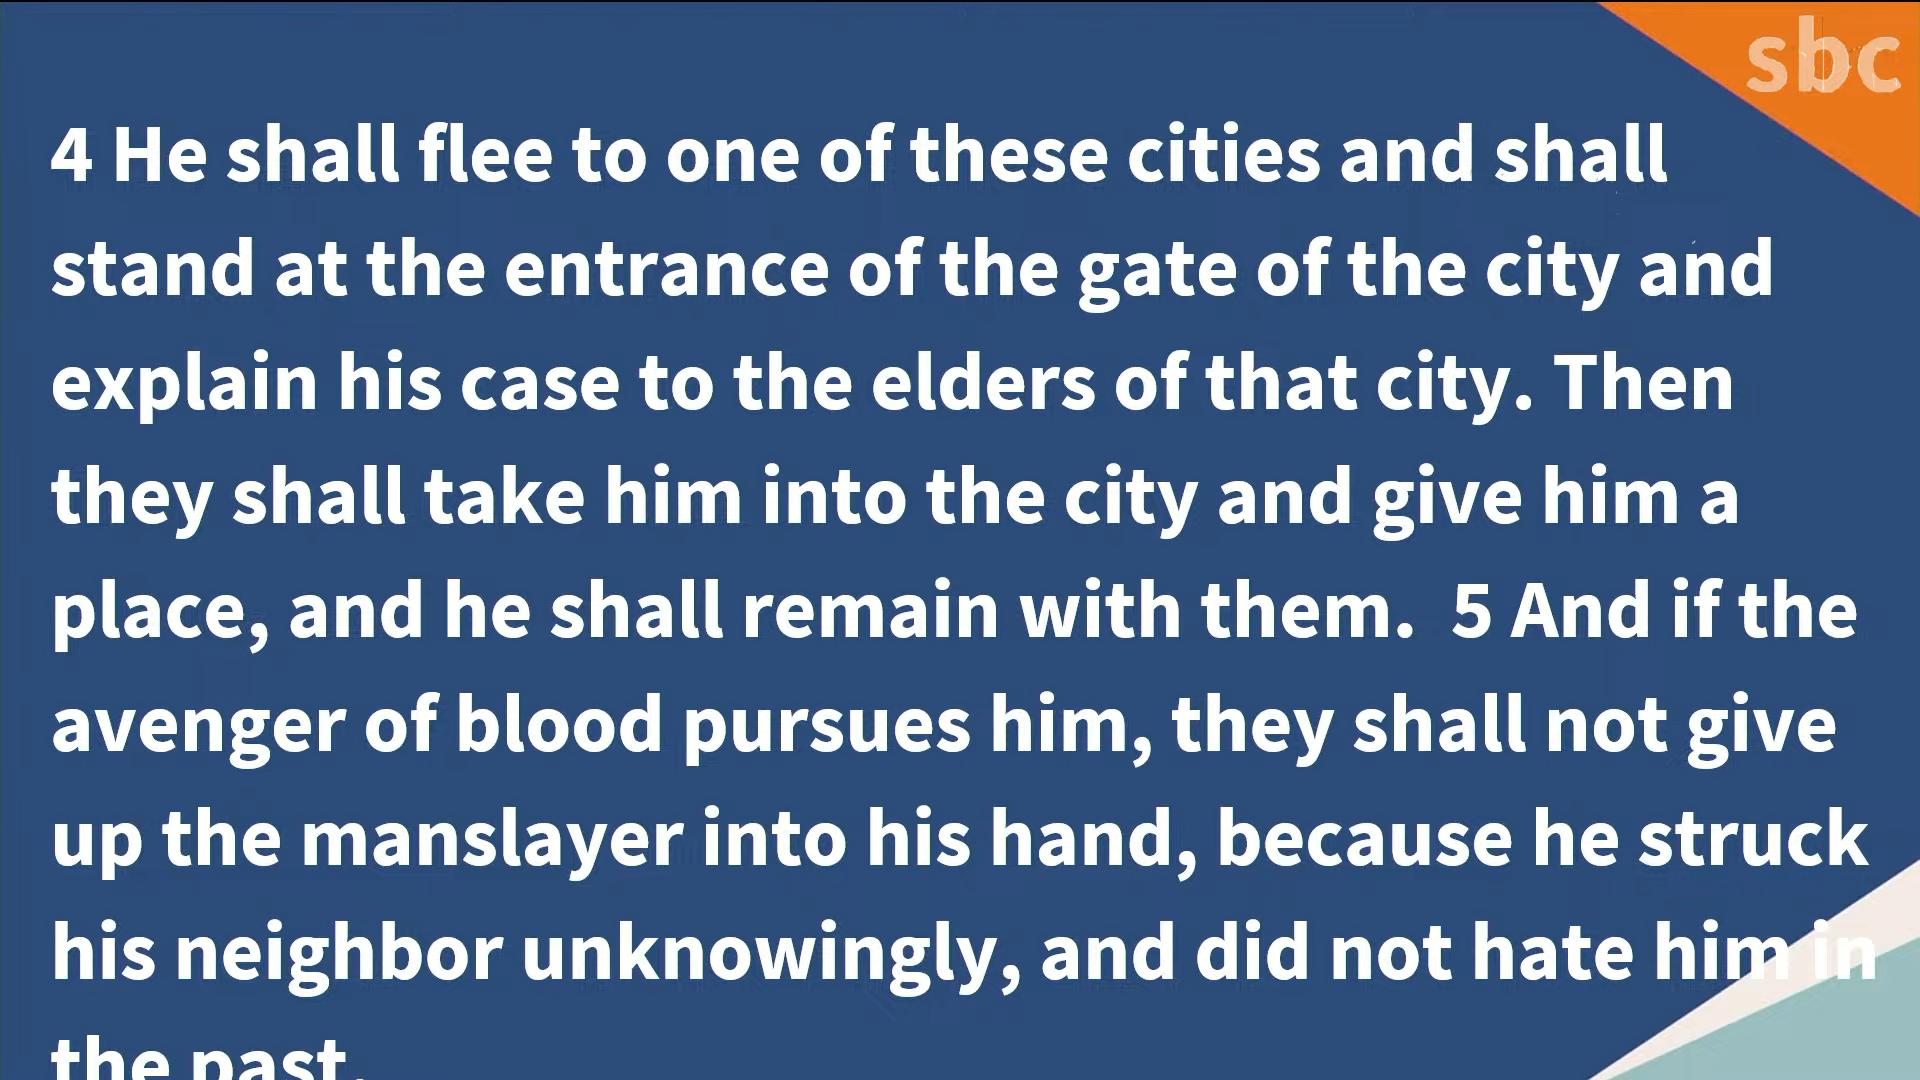 sbc
4 He shall flee to one of these cities and shall
stand at the entrance of the gate of the city and
explain his case to the elders of that city. Then
they shall take him into the city and give him a
place, and he shall remain with them.  5 And if the
avenger of blood pursues him, they shall not give
up the manslayer into his hand, because he struck
his neighbor unknowingly, and did not hate him in
the past.